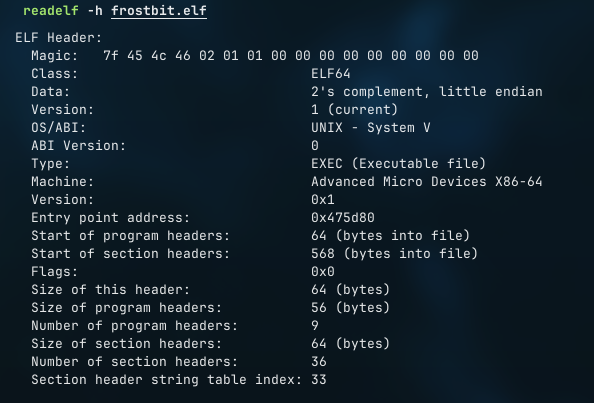 readelf -h frostbit.elf
ELF Header:
Magic: 7f 45 4c 46 02 01 01 00 00 00 00 00 00 00 00 00
Class: ELF64
Data: 2's complement, little endian
Version: 1 (current)
OS/ABI: UNIX - System V
ABI Version: 0
Type: EXEC (Executable file)
Machine: Advanced Micro Devices X86-64
Version: 0x1
Entry point address: 0x475d80
Start of program headers: 64 (bytes into file)
Start of section headers: 568 (bytes into file)
Flags: 0x0
Size of this header: 64 (bytes)
Size of program headers: 56 (bytes)
Number of program headers: 9
Size of section headers: 64 (bytes)
Number of section headers: 36
Section header string table index: 33